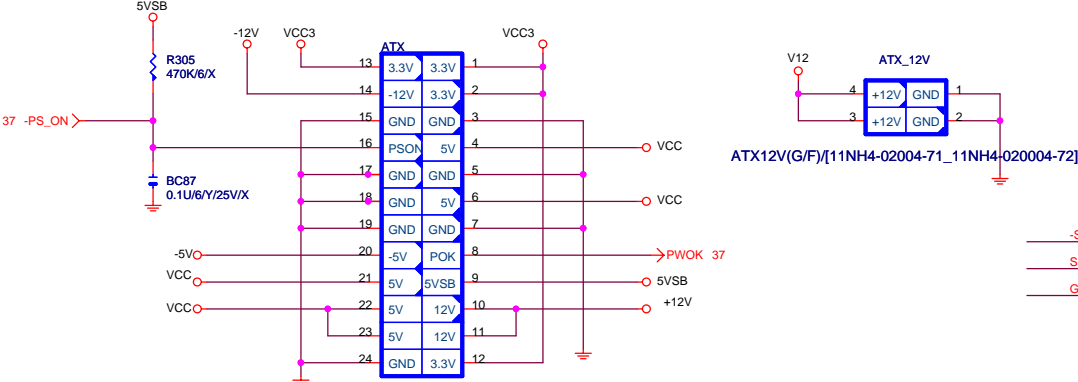 5VSB
-12V
VCC3
VCC3
ATX
R305
470K/6/X
37 -PS_ON
BC87
0.1U/6/Y/25V/X
13 3.3V 3.3V 1
14 -12V 3.3V 2
15 GND GND 3
16 PSON 5V 4 VCC
17 GND GND 5
18 GND 5V 6 VCC
19 GND GND 7
-5V 20 -5V POK 8 PWOK 37
VCC 21 5V 5VSB 9 5VSB
VCC 22 5V 12V 10 +12V
23 5V 12V 11
24 GND 3.3V 12
V12
ATX_12V
4 +12V GND 1
3 +12V GND 2
ATX12V(G/F)/[11NH4-02004-71_11NH4-020004-72]
-S
S
G